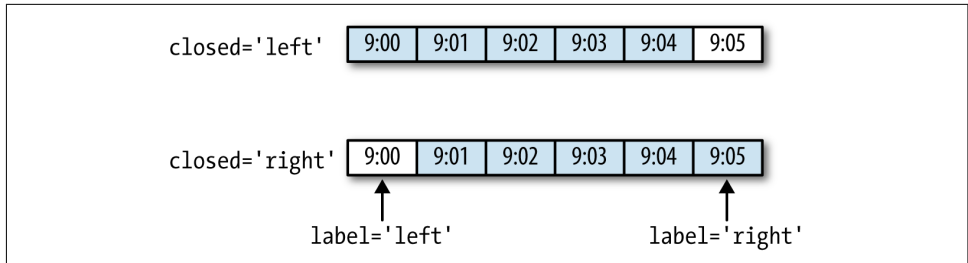 closed='left' 9:00 9:01 9:02 9:03 9:04 9:05
closed='right' 9:00 9:01 9:02 9:03 9:04 9:05
label='left' label='right'